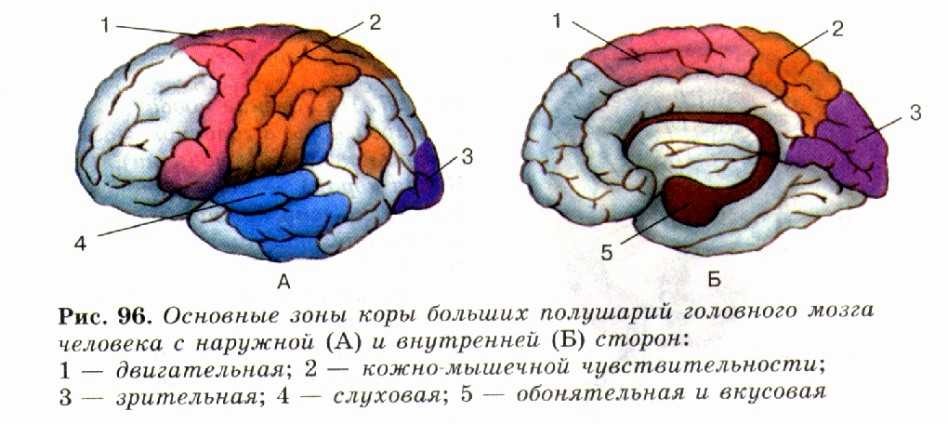 1
2
3
4
А
1
2
3
5
Б
Рис. 96. Основные зоны коры больших полушарий головного мозга
человека с наружной (А) и внутренней (Б) сторон:
1 — двигательная; 2 — кожно-мышечной чувствительности;
3 — зрительная; 4 — слуховая; 5 — обонятельная и вкусовая